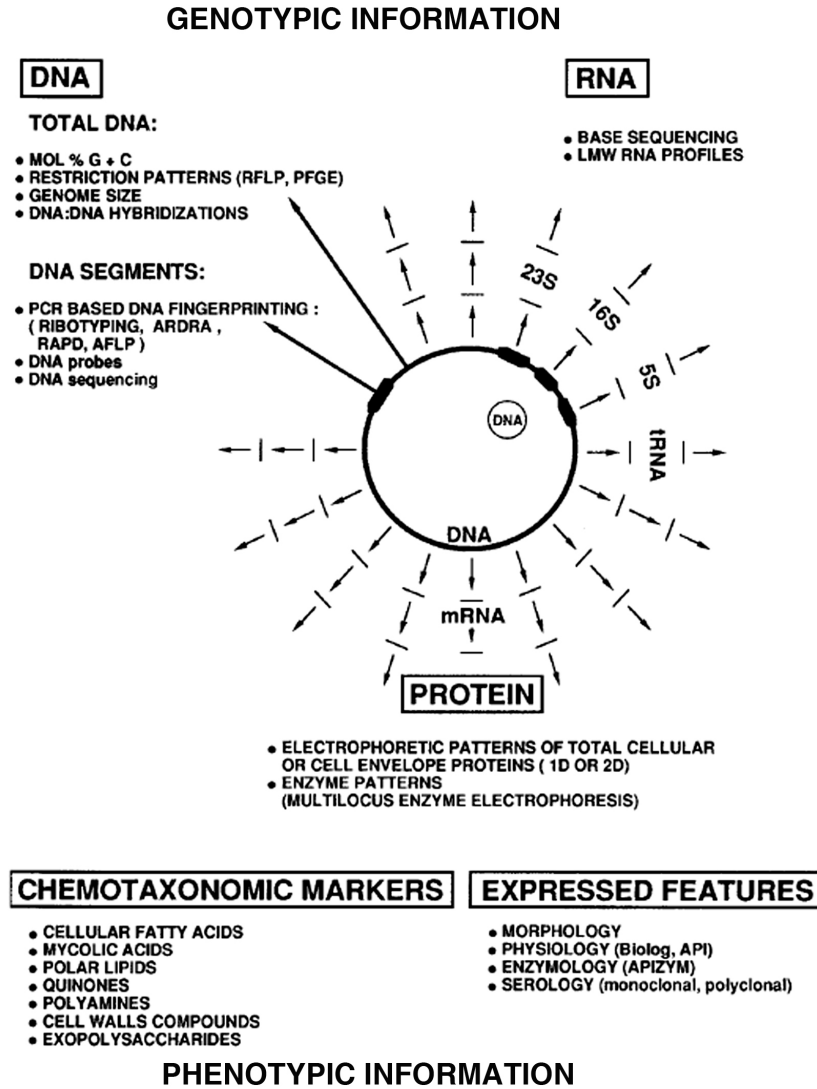 GENOTYPIC INFORMATION
DNA
TOTAL DNA:
• MOL % G + C
• RESTRICTION PATTERNS (RFLP, PFGE)
• GENOME SIZE
• DNA:DNA HYBRIDIZATIONS
DNA SEGMENTS:
• PCR BASED DNA FINGERPRINTING :
( RIBOTYPING, ARDRA ,
RAPD, AFLP )
• DNA probes
• DNA sequencing
RNA
• BASE SEQUENCING
• LMW RNA PROFILES
23S
16S
5S
tRNA
DNA
DNA
mRNA
PROTEIN
• ELECTROPHORETIC PATTERNS OF TOTAL CELLULAR
OR CELL ENVELOPE PROTEINS ( 1D OR 2D)
• ENZYME PATTERNS
(MULTILOCUS ENZYME ELECTROPHORESIS)
CHEMOTAXONOMIC MARKERS
• CELLULAR FATTY ACIDS
• MYCOLIC ACIDS
• POLAR LIPIDS
• QUINONES
• POLYAMINES
• CELL WALLS COMPOUNDS
• EXOPOLYSACCHARIDES
EXPRESSED FEATURES
• MORPHOLOGY
• PHYSIOLOGY (Biolog, API)
• ENZYMOLOGY (APIZYM)
• SEROLOGY (monoclonal, polyclonal)
PHENOTYPIC INFORMATION